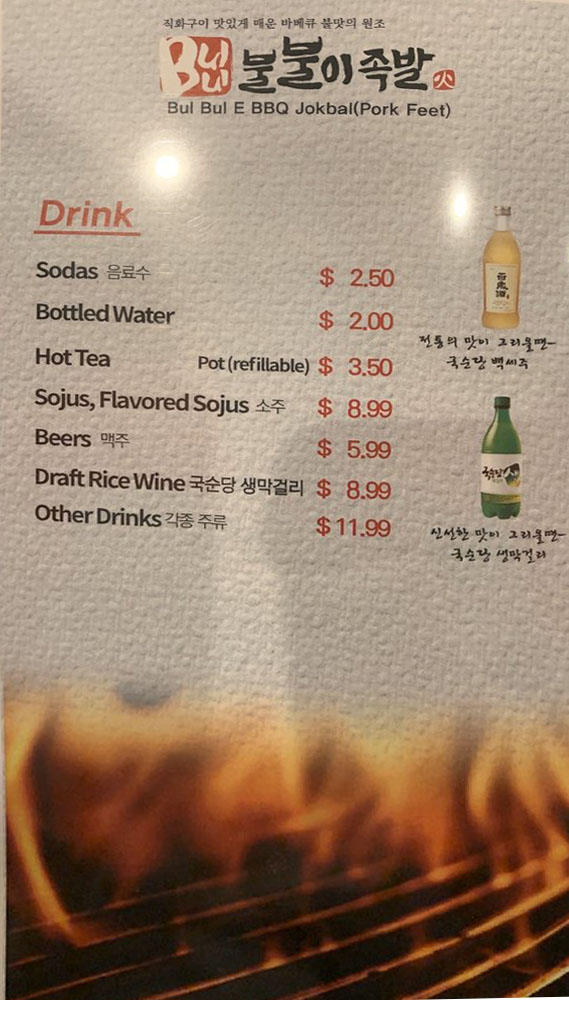 직화구이 맛있게 매운 바베큐 불맛의 원조
Bul Bul 불불이족발 火
Bul Bul E BBQ Jokbal(Pork Feet)
Drink
Sodas 음료수 $ 2.50
Bottled Water $ 2.00
Hot Tea Pot (refillable) $ 3.50
Sojus, Flavored Sojus 소주 $ 8.99
Beers 맥주 $ 5.99
Draft Rice Wine 국순당 생막걸리 $ 8.99
Other Drinks 각종 주류 $ 11.99
百歲酒
전통의 맛이 그리울땐~
국순당 백세주
국순당 생
신선한 맛이 그리울땐~
국순당 생막걸리